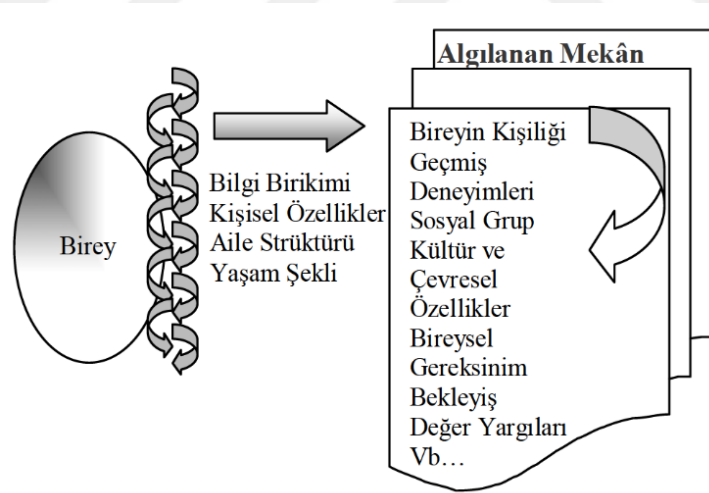 Algılanan Mekân
Birey
Bilgi Birikimi
Kişisel Özellikler
Aile Strüktürü
Yaşam Şekli
Bireyin Kişiliği
Geçmiş
Deneyimleri
Sosyal Grup
Kültür ve
Çevresel
Özellikler
Bireysel
Gereksinim
Bekleyiş
Değer Yargıları
Vb…